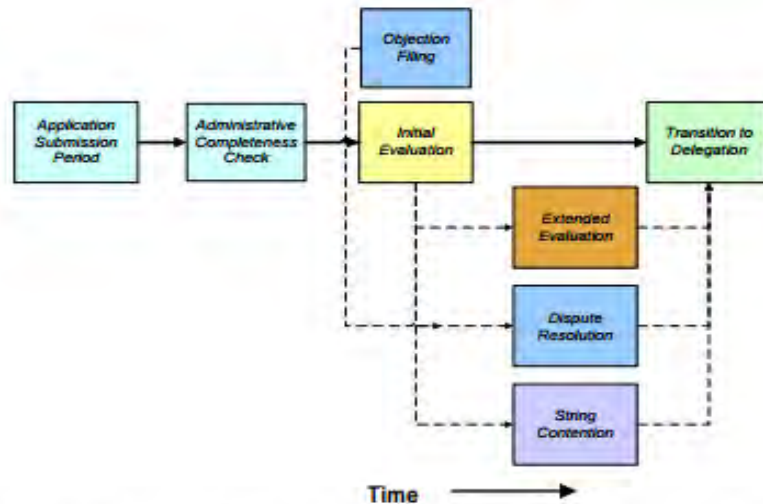 Objection
Filling
Application
Submission
Period
Administrative
Completeness
Check
Initial
Evaluation
Transition to
Delegation
Extended
Evaluation
Dispute
Resolution
String
Contention
Time